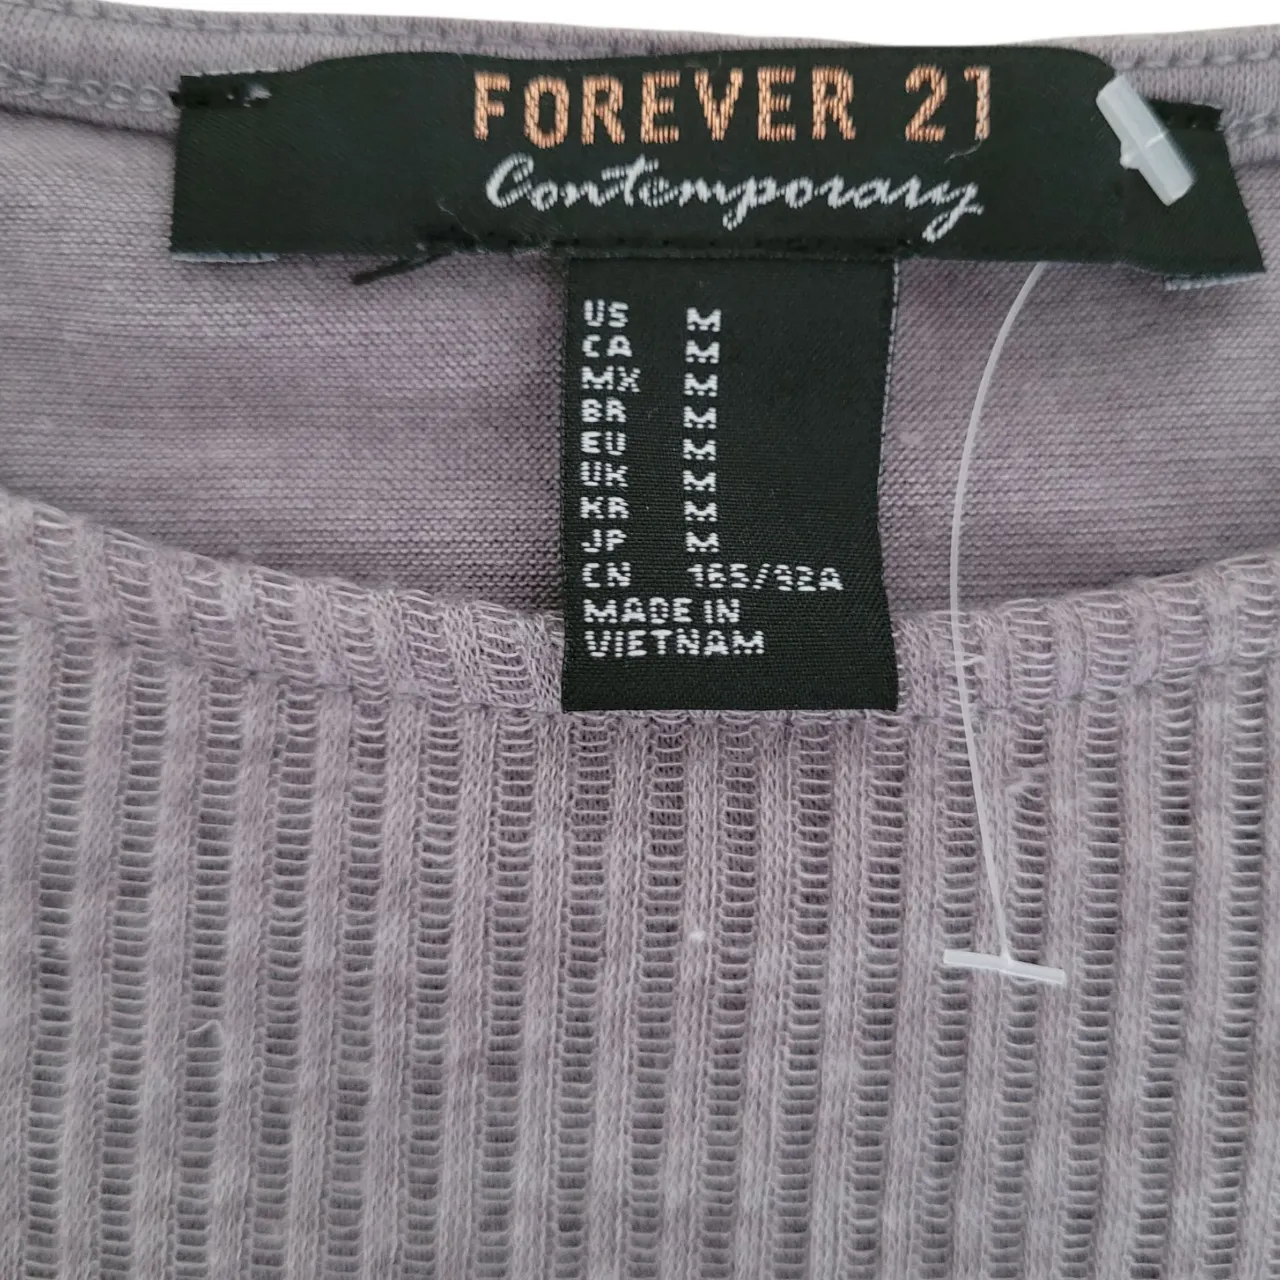 FOREVER 21
Contemporary
US M
CA M
MX M
BR M
EU M
UK M
KR M
JP M
CN 165/92A
MADE IN
VIETNAM